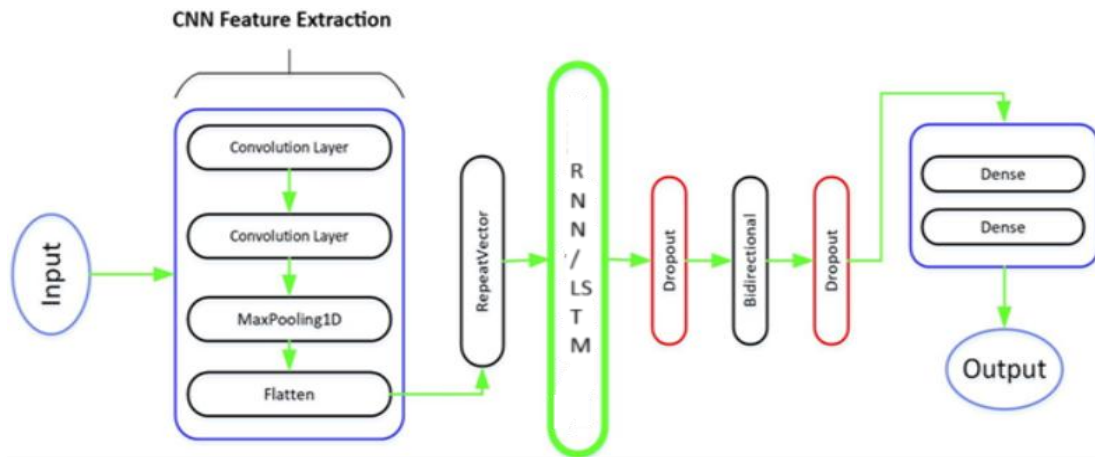 CNN Feature Extraction
Input
Convolution Layer
Convolution Layer
MaxPooling1D
Flatten
RepeatVector
R
N
N
/
LS
T
M
Dropout
Bidirectional
Dropout
Dense
Dense
Output